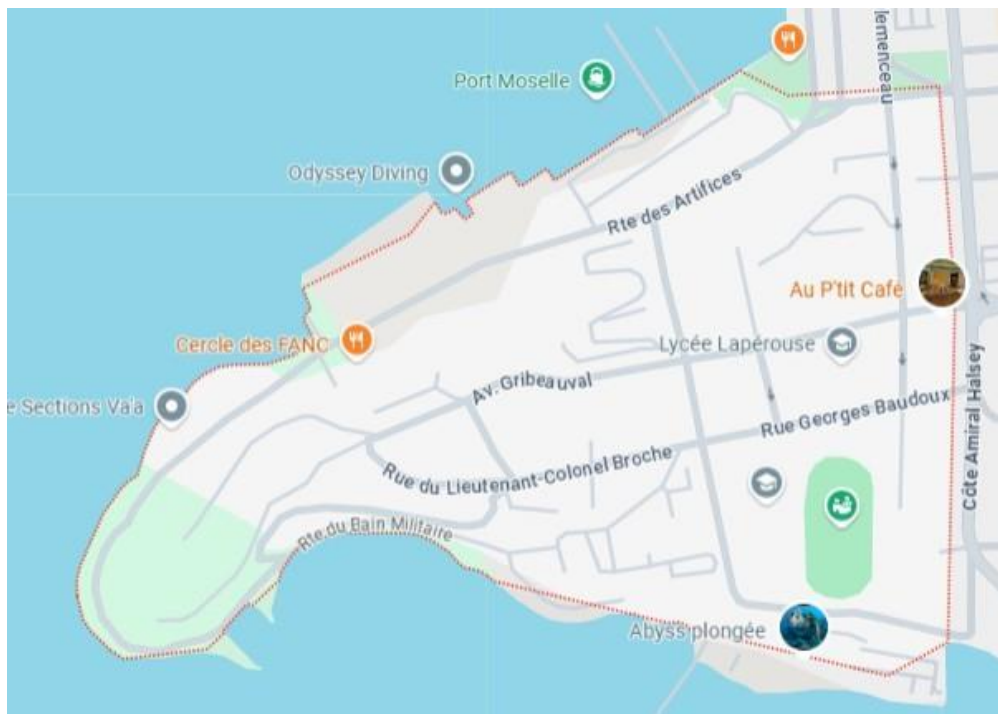 lemenceau
Port Moselle
Odyssey Diving
Rte des Artifices
Au P'tit Cafe
Cercle des FANC
Lycée Lapérouse
Av. Gribeauval
e Sections Va'a
Rue Georges Baudoux
Côte Amiral Halsey
Rue du Lieutenant-Colonel Broche
Rte du Bain Militaire
Abyss plongée